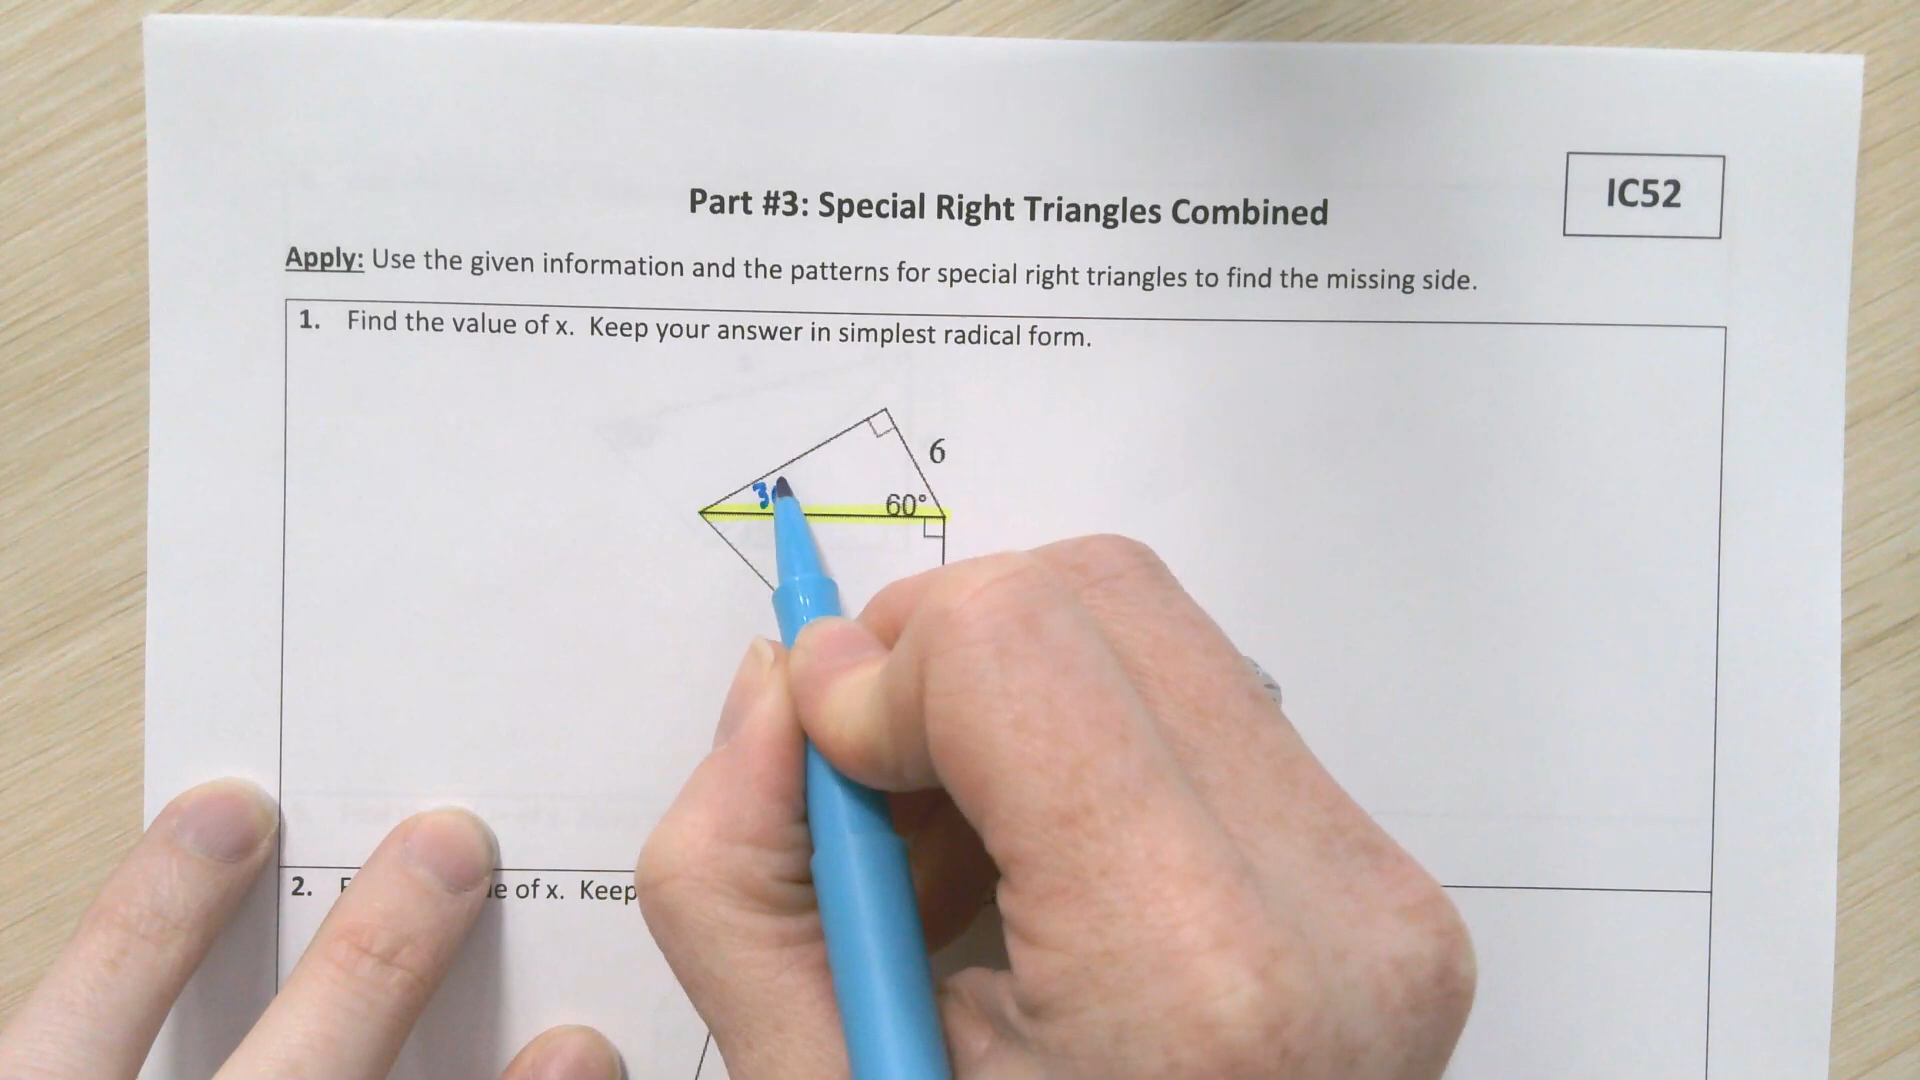 IC52
Part #3: Special Right Triangles Combined
Apply: Use the given information and the patterns for special right triangles to find the missing side.
1. Find the value of x. Keep your answer in simplest radical form.
6
60°
2.
of x. Keep